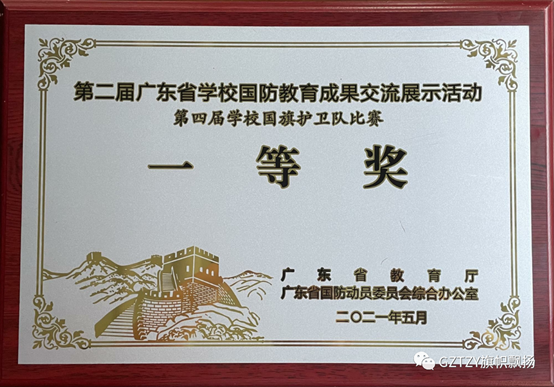 第二届广东省学校国防教育成果交流展示活动
第四届学校国旗护卫队比赛
一等奖
广东省教育厅
广东省国防动员委员会综合办公室
二〇二一年五月
GZTZY旗帜飘扬